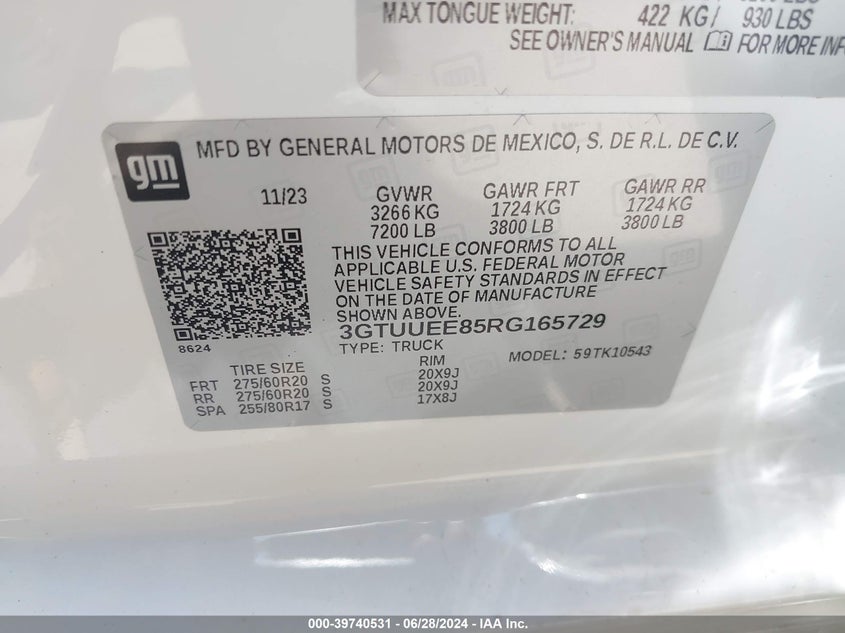 MAX TONGUE WEIGHT: 422 KG/ 930 LBS
SEE OWNER'S MANUAL FOR MORE INF
gm
MFD BY GENERAL MOTORS DE MEXICO, S. DE R.L. DE C.V.
11/23 GVWR GAWR FRT GAWR RR
3266 KG 1724 KG 1724 KG
7200 LB 3800 LB 3800 LB
THIS VEHICLE CONFORMS TO ALL
APPLICABLE U.S. FEDERAL MOTOR
VEHICLE SAFETY STANDARDS IN EFFECT
ON THE DATE OF MANUFACTURE
SHOWN ABOVE.
3GTUUEE85RG165729
8624
TYPE: TRUCK MODEL: 59TK10543
TIRE SIZE RIM
FRT 275/60R20 S 20X9J
RR 275/60R20 S 20X9J
SPA 255/80R17 S 17X8J
000-39740531 - 06/28/2024 - IAA Inc.